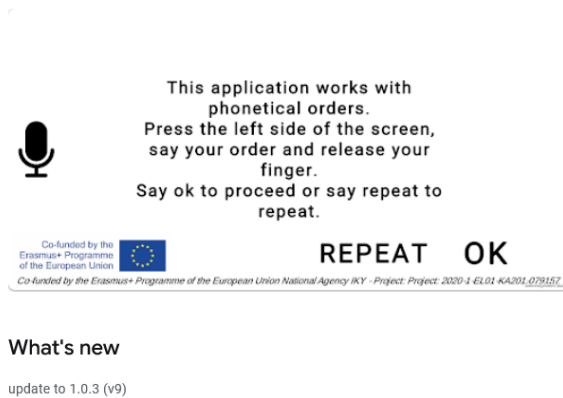 This application works with
phonetical orders.
Press the left side of the screen,
say your order and release your
finger.
Say ok to proceed or say repeat to
repeat.
Co-funded by the
Erasmus+ Programme
of the European Union
REPEAT OK
Co-funded by the Erasmus+ Programme of the European Union National Agency IKY - Project: Project: 2020-1-EL01-KA201-079157
What's new
update to 1.0.3 (v9)